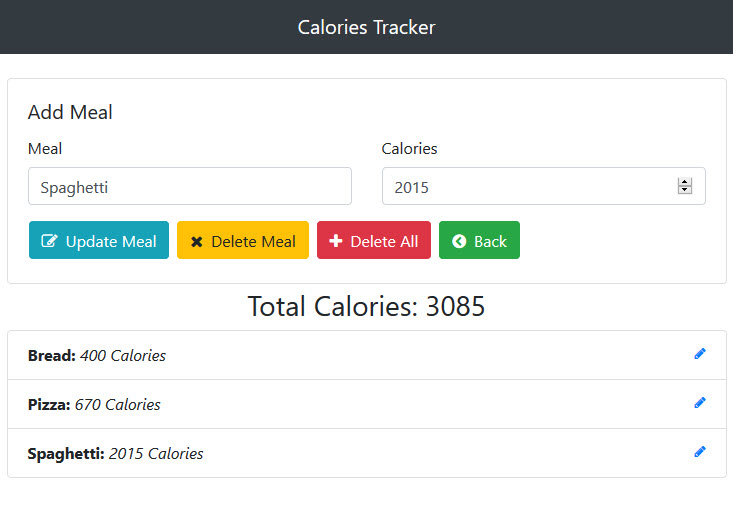 Calories Tracker
Add Meal
Meal Calories
Spaghetti 2015
Update Meal Delete Meal Delete All Back
Total Calories: 3085
Bread: 400 Calories
Pizza: 670 Calories
Spaghetti: 2015 Calories